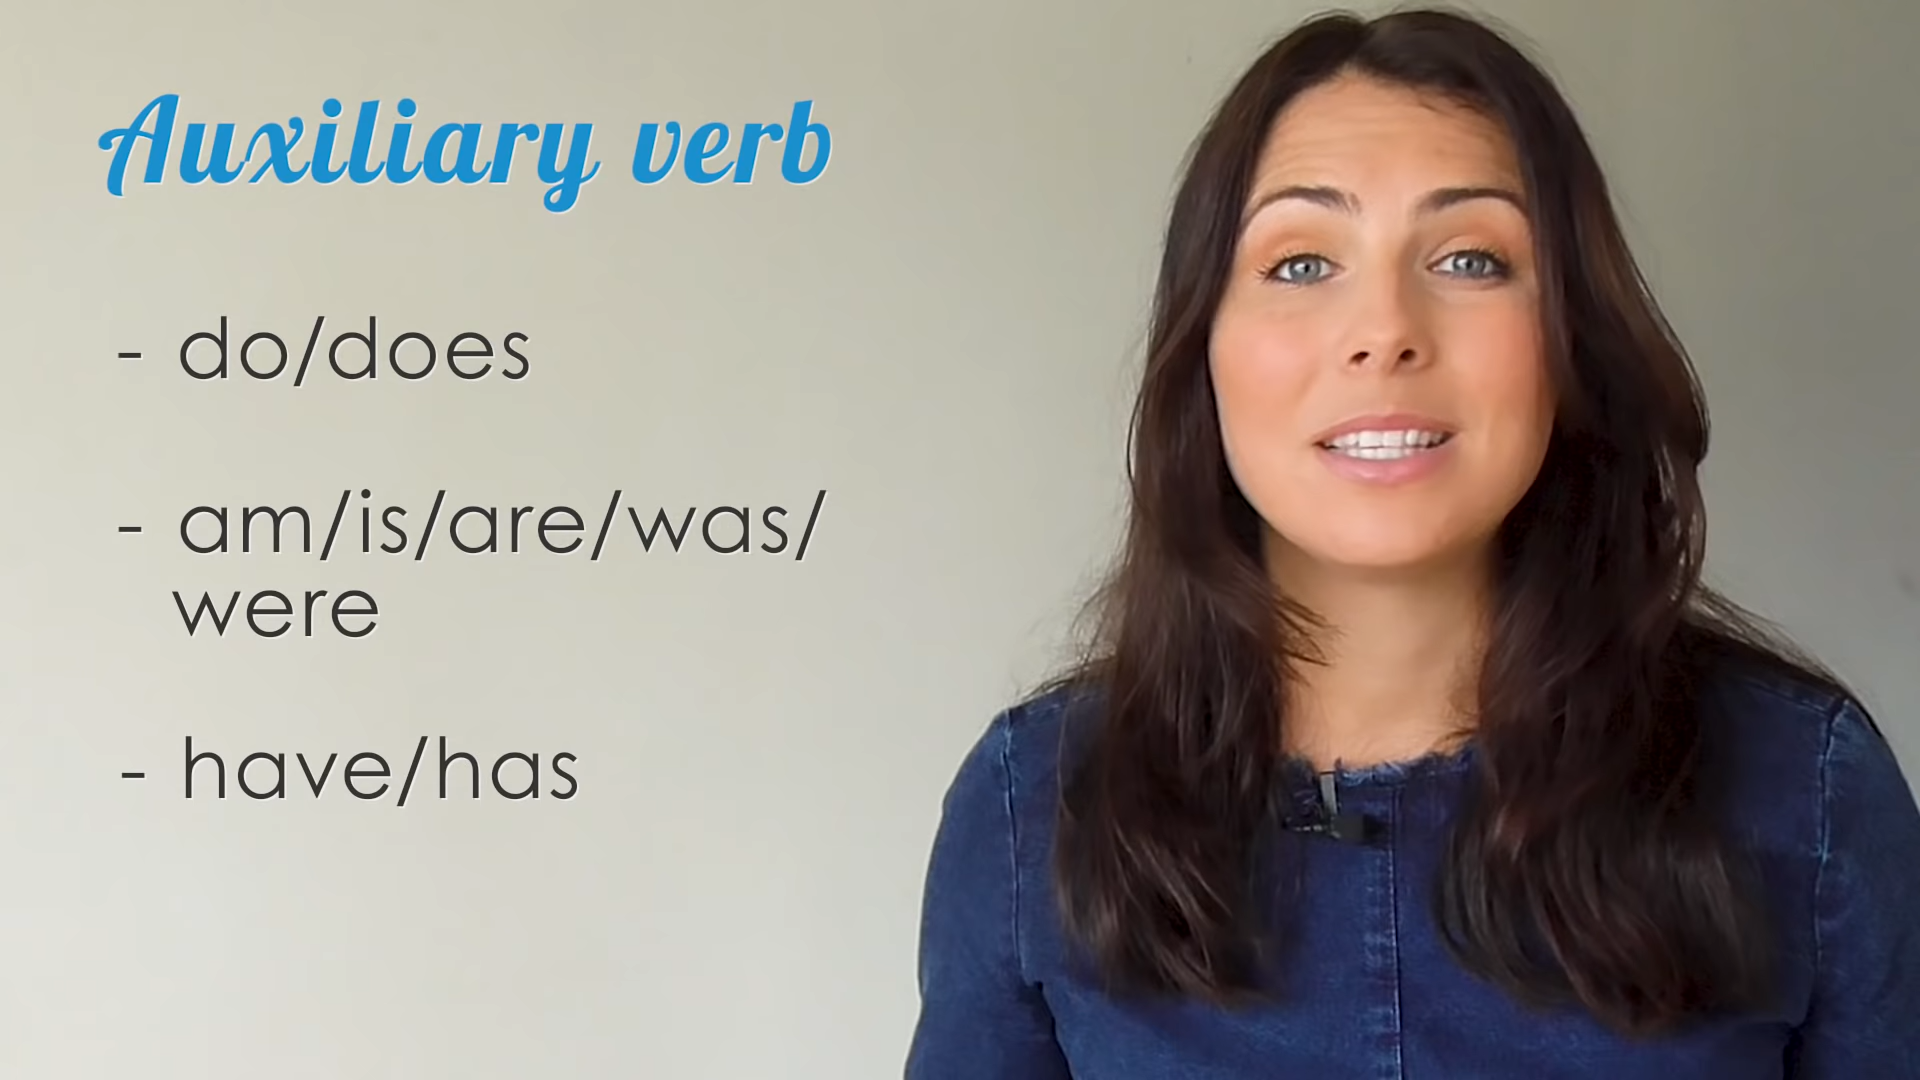 Auxiliary verb
- do/does
- am/is/are/was/
were
- have/has